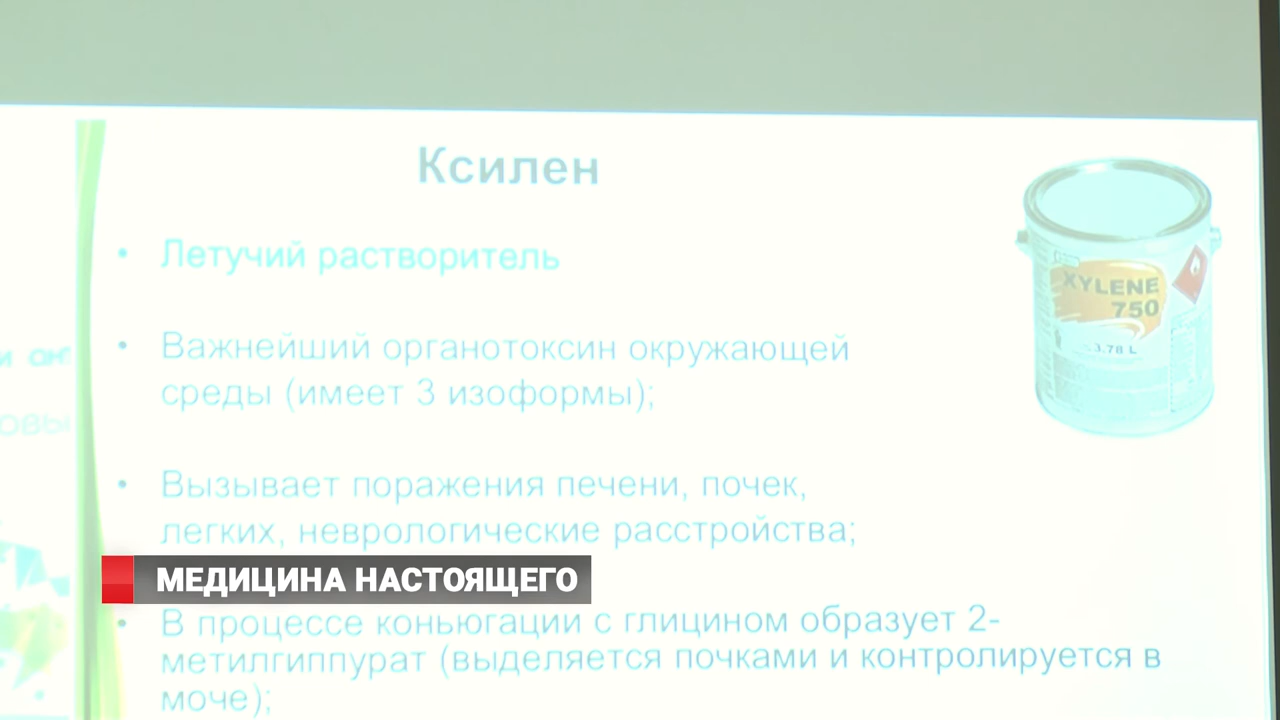 Ксилен
• Летучий растворитель
• Важнейший органотоксин окружающей
среды (имеет 3 изоформы);
• Вызывает поражения печени, почек,
легких, неврологические расстройства;
МЕДИЦИНА НАСТОЯЩЕГО
• В процессе коньюгации с глицином образует 2-
метилгиппурат (выделяется почками и контролируется в
моче);
XYLENE
750
3.78 L